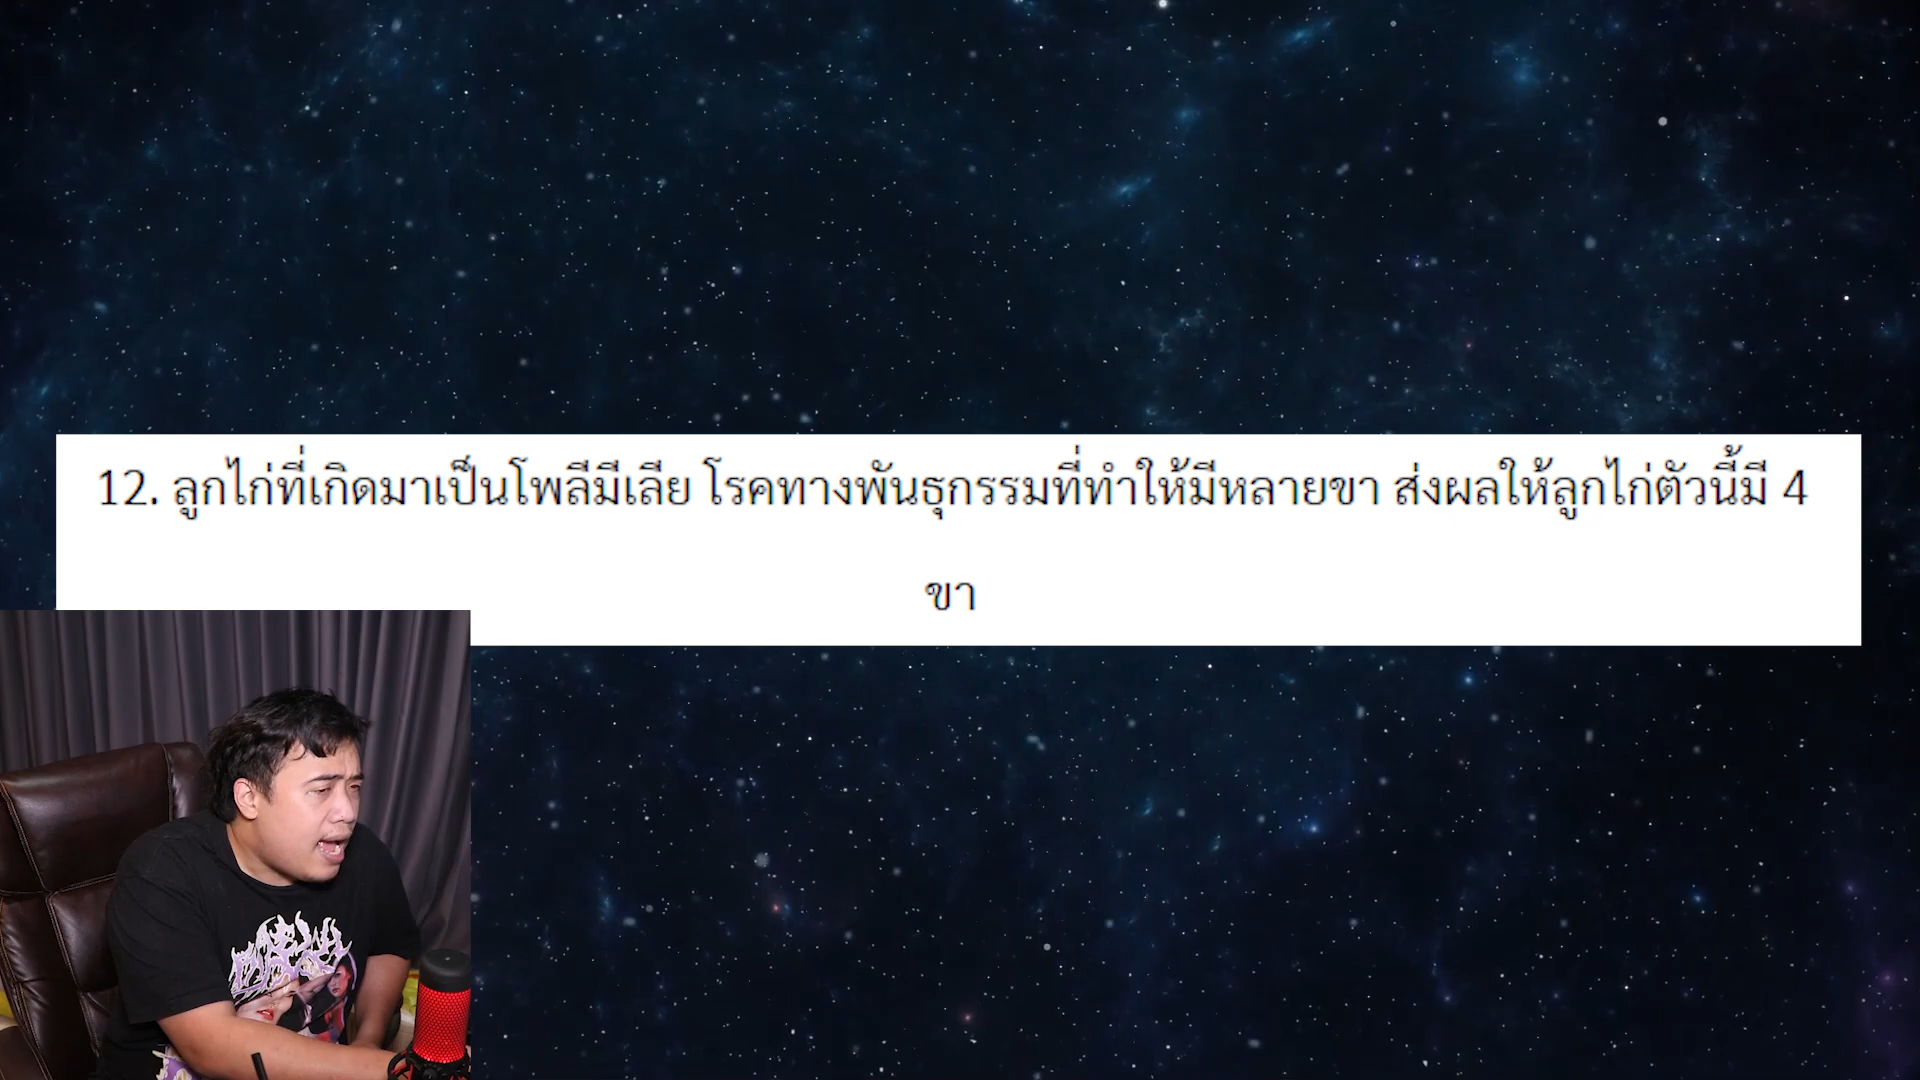 12. ลูกไก่ที่เกิดมาเป็นโพลีมีเลีย โรคทางพันธุกรรมที่ทำให้มีหลายขา ส่งผลให้ลูกไก่ตัวนี้มี 4
ขา